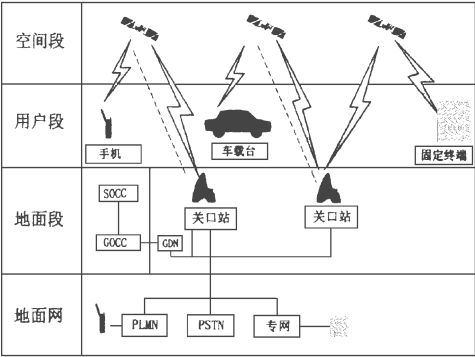 空间段
用户段
手机
车载台
固定终端
地面段
SOCC
GOCC
GDN
关口站
关口站
地面网
PLMN
PSTN
专网